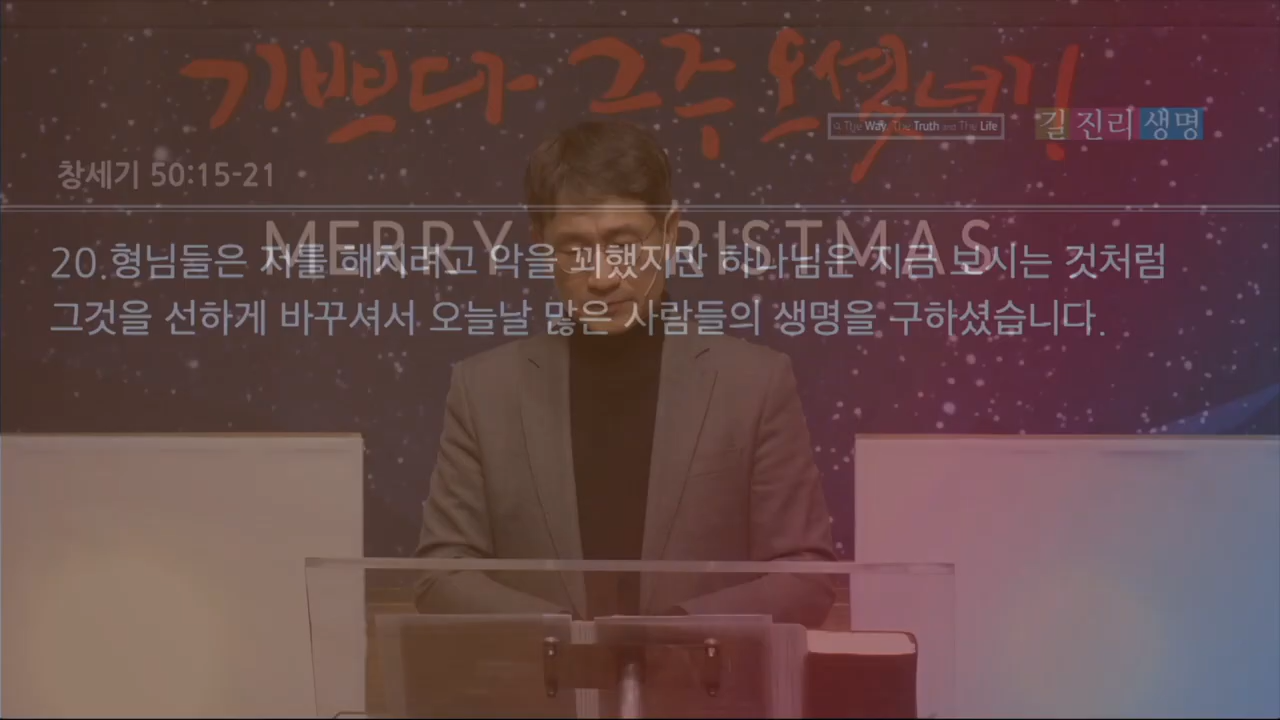 기쁘다 구주 오셨네!
The Way, The Truth and The Life
길 진리 생명
창세기 50:15-21
MERRY CHRISTMAS
20.형님들은 저를 해치려고 악을 꾀했지만 하나님은 지금 보시는 것처럼
그것을 선하게 바꾸셔서 오늘날 많은 사람들의 생명을 구하셨습니다.